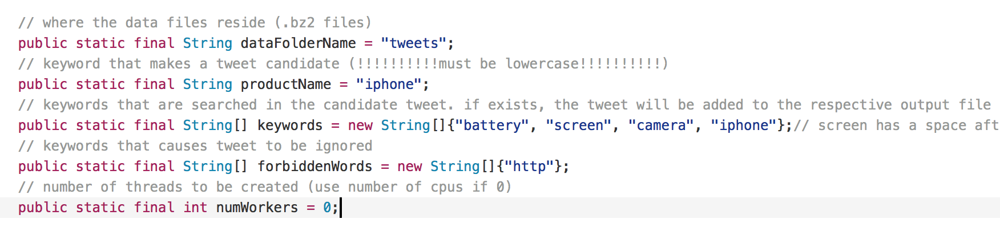 // where the data files reside (.bz2 files)
public static final String dataFolderName = "tweets";
// keyword that makes a tweet candidate (!!!!!!!!!!must be lowercase!!!!!!!!!!)
public static final String productName = "iphone";
// keywords that are searched in the candidate tweet. if exists, the tweet will be added to the respective output file
public static final String[] keywords = new String[]{"battery", "screen", "camera", "iphone"};// screen has a space aft
// keywords that causes tweet to be ignored
public static final String[] forbiddenWords = new String[]{"http"};
// number of threads to be created (use number of cpus if 0)
public static final int numWorkers = 0;